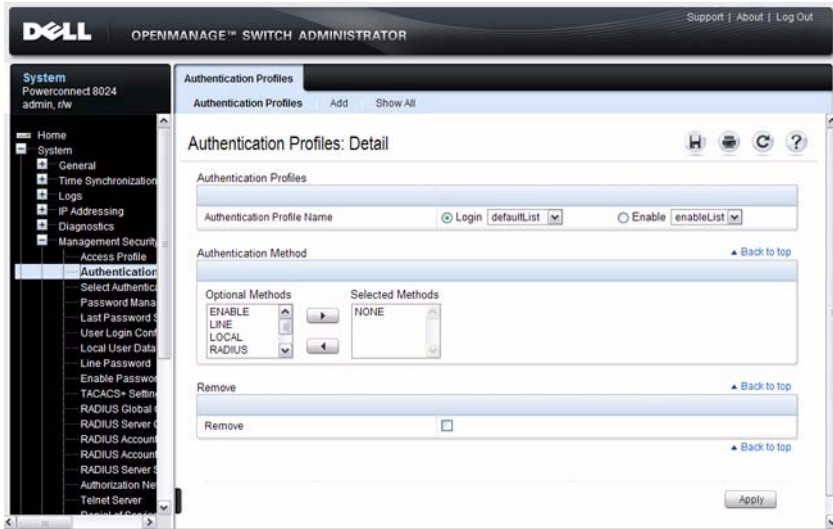 Support | About | Log Out
DELL
OPENMANAGE™ SWITCH ADMINISTRATOR
System
Powerconnect 8024
admin, r/w
Authentication Profiles
Authentication Profiles Add Show All
Home
System
General
Time Synchronization
Logs
IP Addressing
Diagnostics
Management Security
Access Profile
Authentication
Select Authentica
Password Mana
Last Password S
User Login Conf
Local User Data
Line Password
Enable Passwor
TACACS+ Settin
RADIUS Global
RADIUS Server
RADIUS Account
RADIUS Account
RADIUS Server S
Authorization Ne
Telnet Server
Authentication Profiles: Detail
?
Authentication Profiles
Authentication Profile Name Login defaultList Enable enableList
Authentication Method Back to top
Optional Methods Selected Methods
ENABLE NONE
LINE
LOCAL
RADIUS
Remove Back to top
Remove
Back to top
Apply